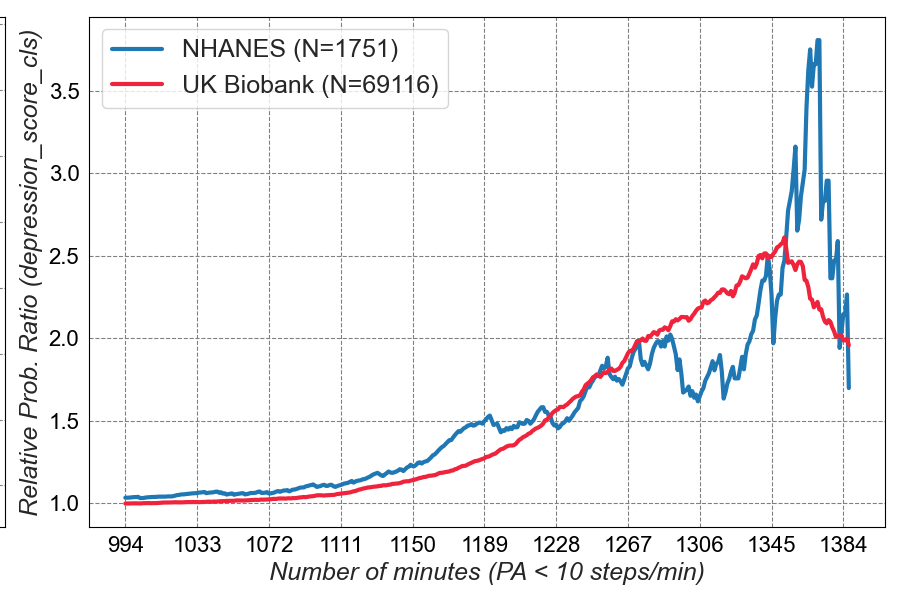 Relative Prob. Ratio (depression_score_cls)
NHANES (N=1751)
UK Biobank (N=69116)
3.5
3.0
2.5
2.0
1.5
1.0
994 1033 1072 1111 1150 1189 1228 1267 1306 1345 1384
Number of minutes (PA < 10 steps/min)